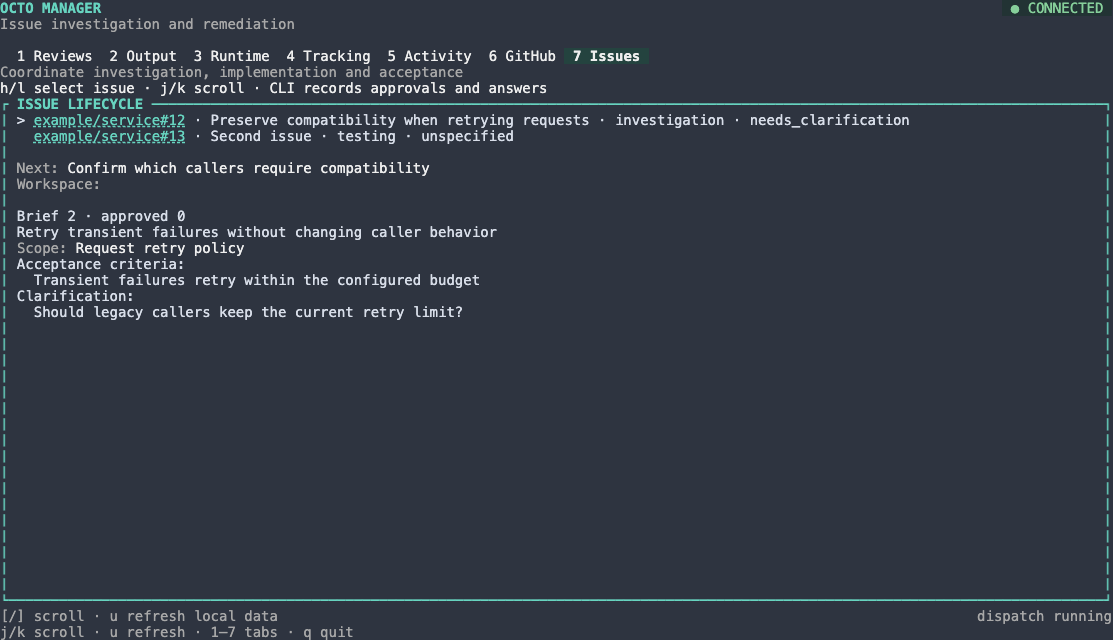 OCTO MANAGER
● CONNECTED
Issue investigation and remediation
1 Reviews 2 Output 3 Runtime 4 Tracking 5 Activity 6 GitHub 7 Issues
Coordinate investigation, implementation and acceptance
h/l select issue · j/k scroll · CLI records approvals and answers
ISSUE LIFECYCLE
> example/service#12 · Preserve compatibility when retrying requests · investigation · needs_clarification
example/service#13 · Second issue · testing · unspecified
Next: Confirm which callers require compatibility
Workspace:
Brief 2 · approved 0
Retry transient failures without changing caller behavior
Scope: Request retry policy
Acceptance criteria:
Transient failures retry within the configured budget
Clarification:
Should legacy callers keep the current retry limit?
[/] scroll · u refresh local data
dispatch running
j/k scroll · u refresh · 1–7 tabs · q quit